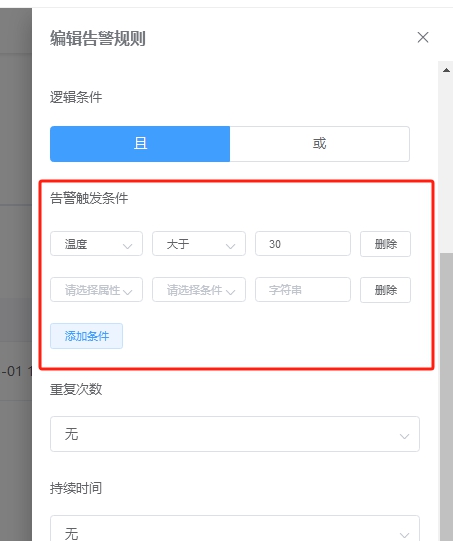 编辑告警规则
逻辑条件
且 或
告警触发条件
温度 大于 30 删除
请选择属性 请选择条件 字符串 删除
添加条件
-01 1
重复次数
无
持续时间
无